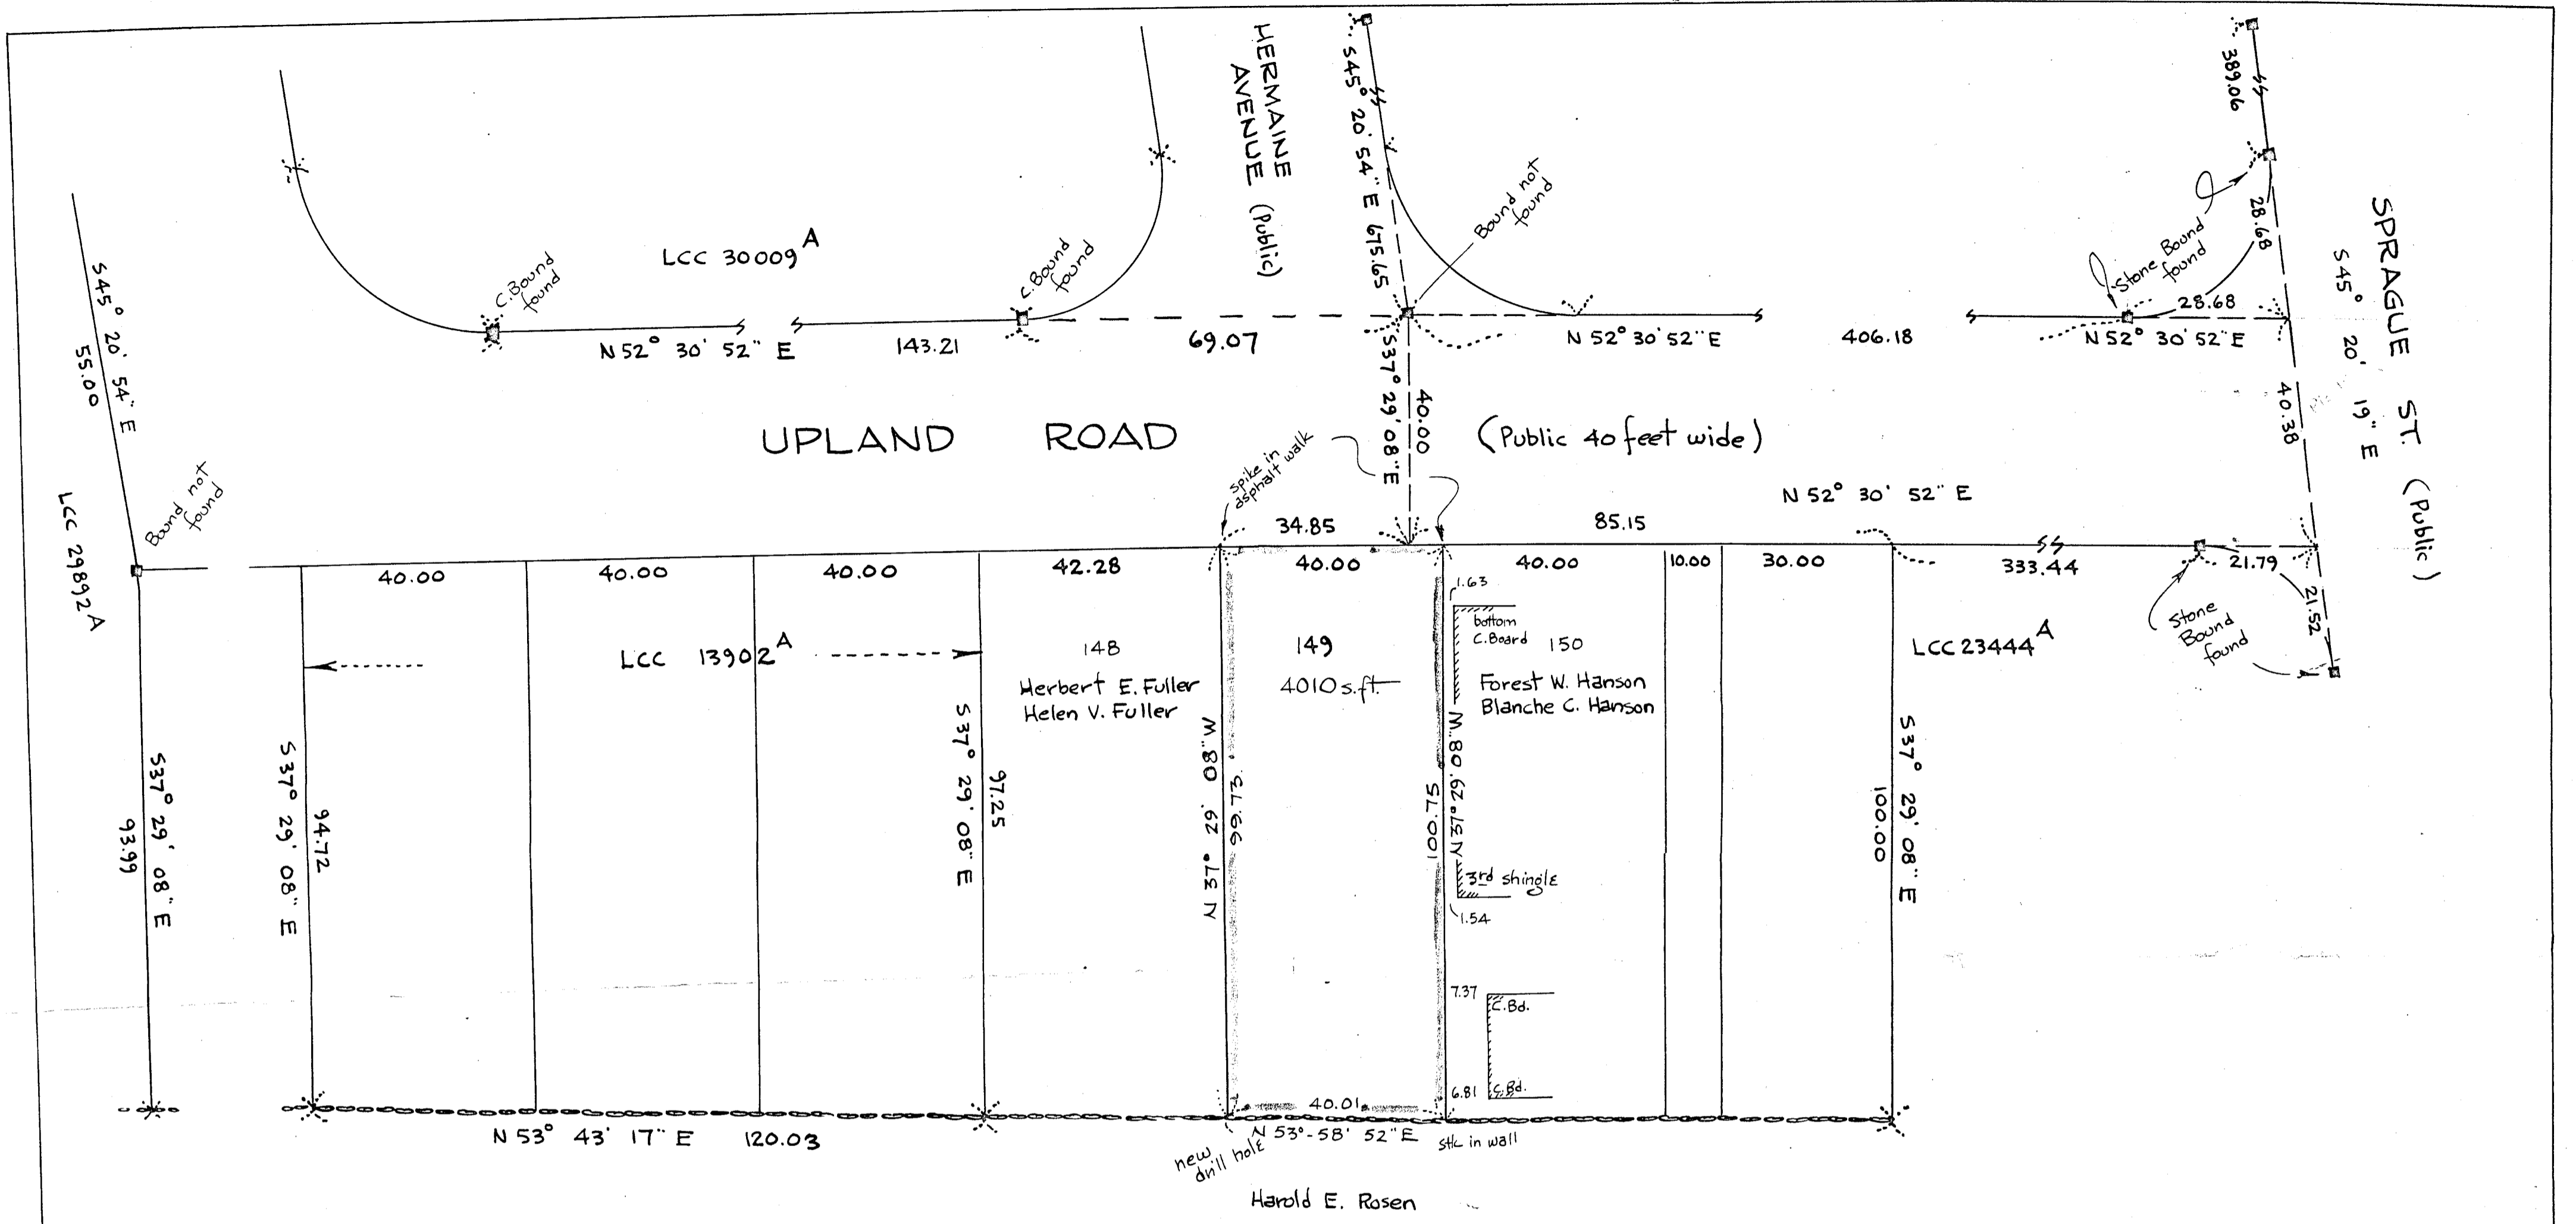 HERMAINE
AVENUE (Public)
S45° 20' 54" E 675.65
389.06
28.68
SPRAGUE ST. (Public)
S45° 20' 19" E
Stone Bound
found
28.68
N 52° 30' 52" E
40.38
LCC 30009 A
C. Bound
found
C. Bound
found
Bound not
found
N 52° 30' 52" E
143.21
69.07
N 52° 30' 52" E
406.18
S45° 20' 54" E
55.00
S37° 29' 08" E
40.00
UPLAND ROAD
(Public 40 feet wide)
spike in
asphalt walk
Bound not
found
LCC 29892 A
N 52° 30' 52" E
34.85
85.15
40.00
40.00
40.00
42.28
40.00
40.00
10.00
30.00
333.44
21.79
21.52
Stone
Bound
found
1.63
bottom
C.Board
LCC 13902 A
148
149
150
LCC 23444 A
Herbert E. Fuller
Helen V. Fuller
4010 s.ft.
Forest W. Hanson
Blanche C. Hanson
S37° 29' 08" E
93.99
S37° 29' 08" E
94.72
S37° 29' 08" E
97.25
N 37° 29' 08" W
99.73
100.75
N 37° 29' 08" W
S37° 29' 08" E
100.00
3rd shingle
1.54
7.37
C.Bd.
6.81
C.Bd.
40.01
N 53° 43' 17" E 120.03
N 53°-58' 52" E
new
drill hole
stk in wall
Harold E. Rosen